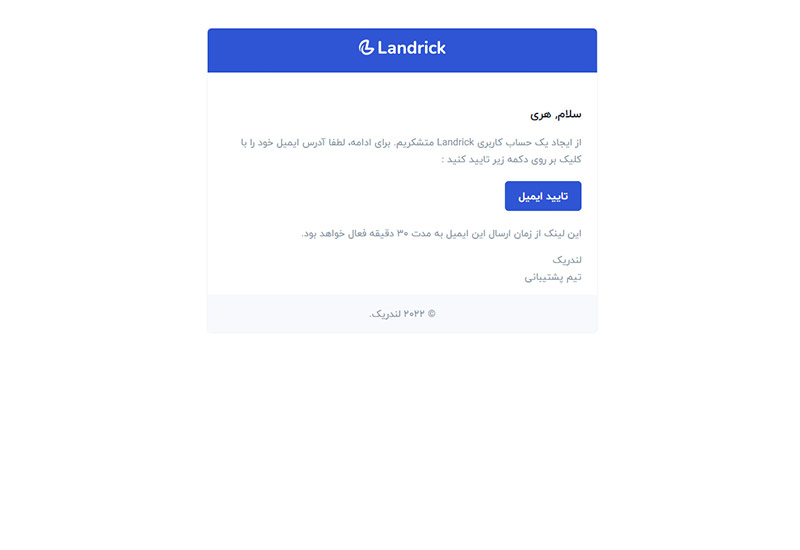 Landrick
سلام, هری
از ایجاد یک حساب کاربری Landrick متشکریم. برای ادامه، لطفا آدرس ایمیل خود را با
کلیک بر روی دکمه زیر تایید کنید :
تایید ایمیل
این لینک از زمان ارسال این ایمیل به مدت ۳۰ دقیقه فعال خواهد بود.
لندریک
تیم پشتیبانی
© ۲۰۲۲ لندریک.